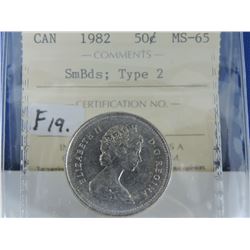 CAN 1982 50¢ MS-65
COMMENTS
SmBds; Type 2
CERTIFICATION NO.
F19.
ELIZABETH II D·G·REGINA